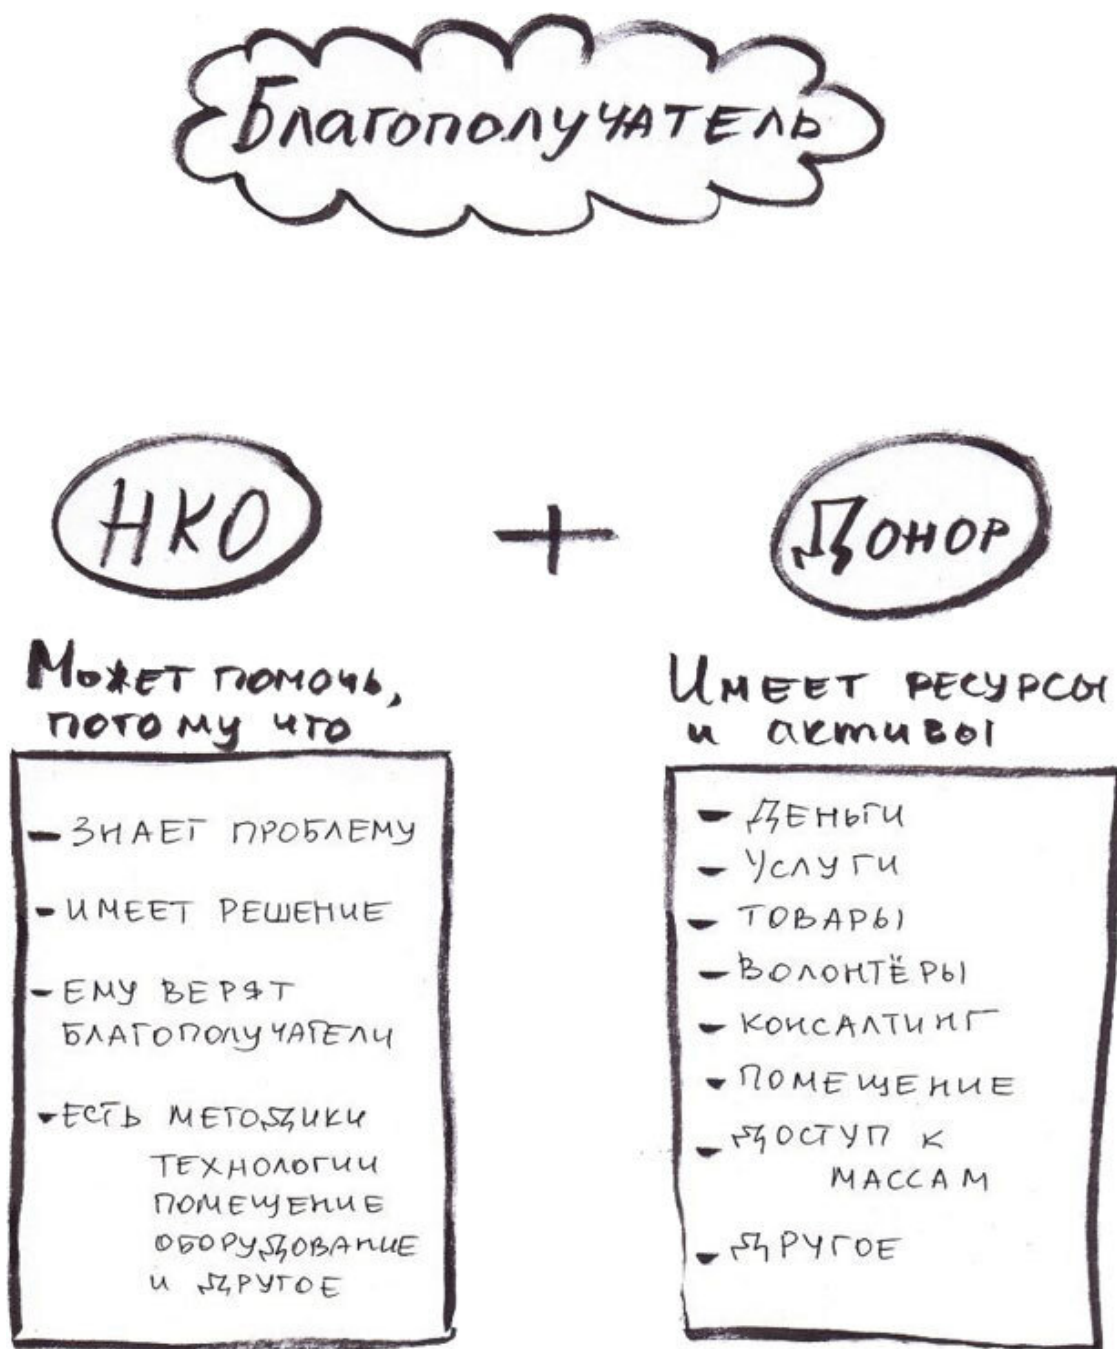 Благополучатель
НКО
+
Донор
Может помочь,
потому что
- знает проблему
- имеет решение
- ему верят
благополучатели
- есть методики
технологии
помещение
оборудование
и другое
Имеет ресурсы
и активы
- деньги
- услуги
- товары
- волонтёры
- консалтинг
- помещение
- доступ к
массам
- другое